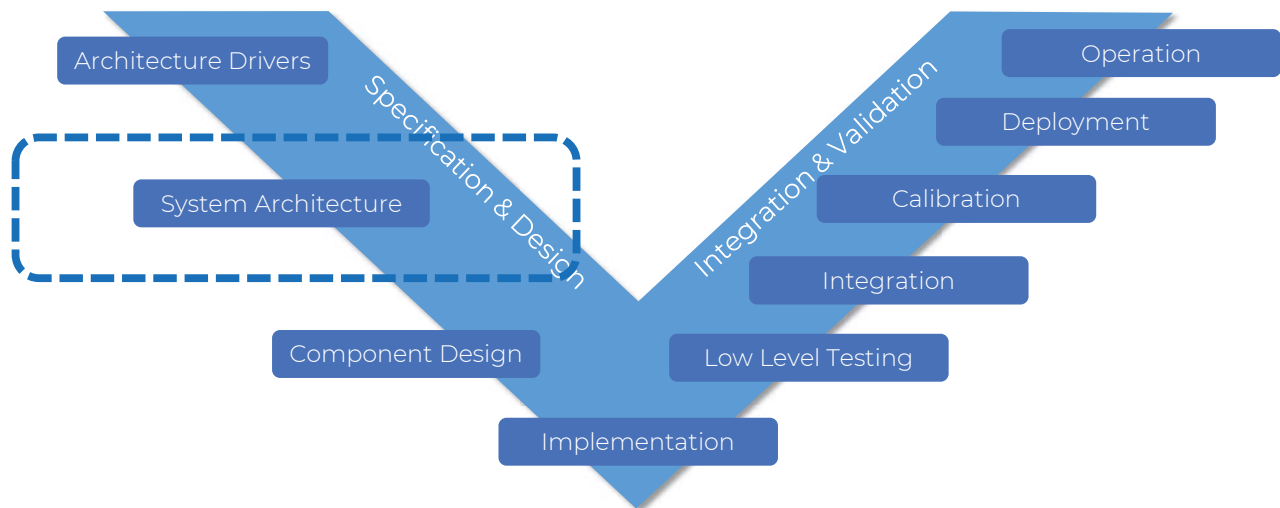 Architecture Drivers
System Architecture
Component Design
Implementation
Specification & Design
Integration & Validation
Operation
Deployment
Calibration
Integration
Low Level Testing